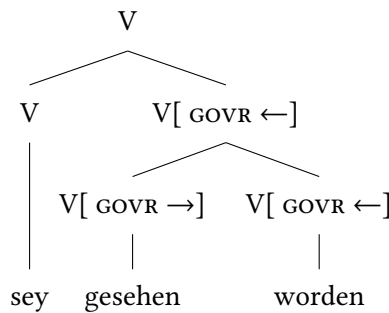 V
V V[ GOVR ←]
V[ GOVR →] V[ GOVR ←]
sey gesehen worden